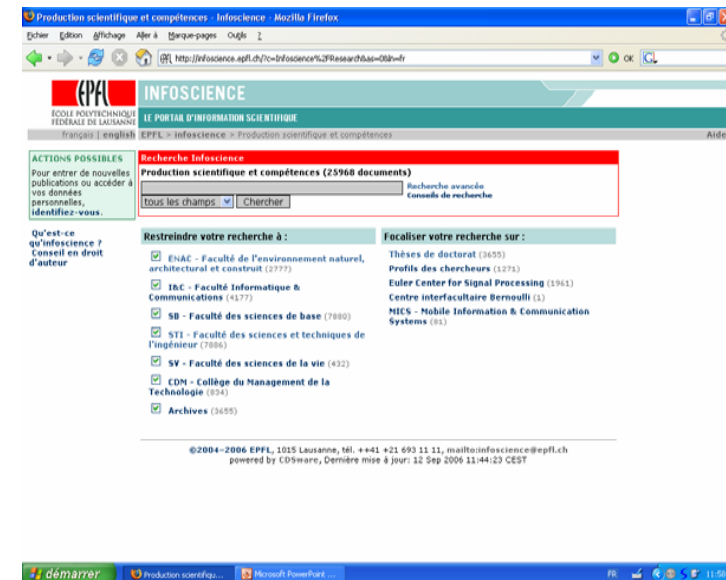 Production scientifique et compétences - Infoscience - Mozilla Firefox
Fichier Edition Affichage Aller à Marque-pages Outils ?
http://infoscience.epfl.ch/?c=Infoscience%2FResearch&as=0&ln=fr OK
EPFL
ÉCOLE POLYTECHNIQUE
FÉDÉRALE DE LAUSANNE
INFOSCIENCE
LE PORTAIL D'INFORMATION SCIENTIFIQUE
français | english EPFL > infoscience > Production scientifique et compétences Aide
ACTIONS POSSIBLES
Pour entrer de nouvelles
publications ou accéder à
vos données
personnelles,
identifiez-vous.
Qu'est-ce
qu'infoscience ?
Conseil en droit
d'auteur
Recherche Infoscience
Production scientifique et compétences (25968 documents)
Recherche avancée
Conseils de recherche
tous les champs Chercher
Restreindre votre recherche à :
ENAC - Faculté de l'environnement naturel,
architectural et construit (2777)
I&C - Faculté Informatique &
Communications (4177)
SB - Faculté des sciences de base (7880)
STI - Faculté des sciences et techniques de
l'ingénieur (7886)
SV - Faculté des sciences de la vie (432)
CDM - Collège du Management de la
Technologie (834)
Archives (3655)
Focaliser votre recherche sur :
Thèses de doctorat (3655)
Profils des chercheurs (1271)
Euler Center for Signal Processing (1961)
Centre interfacultaire Bernoulli (1)
MICS - Mobile Information & Communication
Systems (81)
©2004-2006 EPFL, 1015 Lausanne, tél. ++41 +21 693 11 11, mailto:infoscience@epfl.ch
powered by CDSware, Dernière mise à jour: 12 Sep 2006 11:44:23 CEST
démarrer Production scientifiqu... Microsoft PowerPoint ... FR 11:58